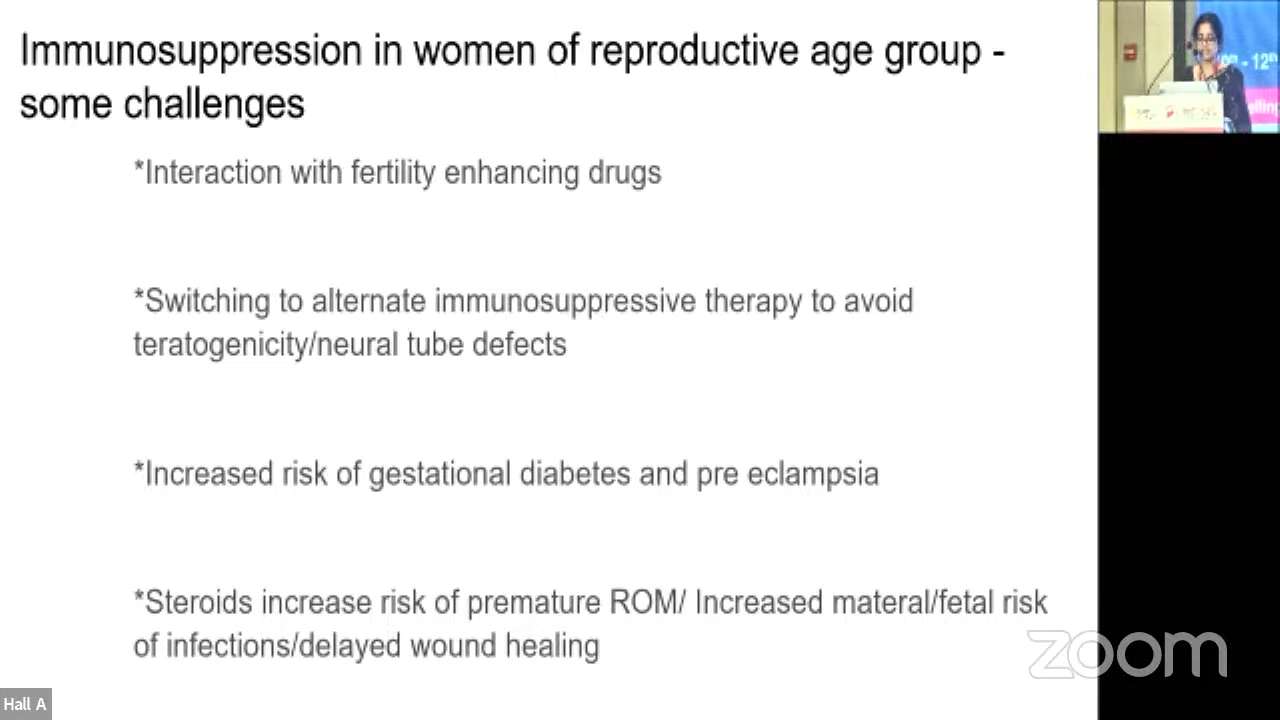 Immunosuppression in women of reproductive age group -
some challenges
*Interaction with fertility enhancing drugs
*Switching to alternate immunosuppressive therapy to avoid
teratogenicity/neural tube defects
*Increased risk of gestational diabetes and pre eclampsia
*Steroids increase risk of premature ROM/ Increased materal/fetal risk
of infections/delayed wound healing
- 12th
zoom
Hall A